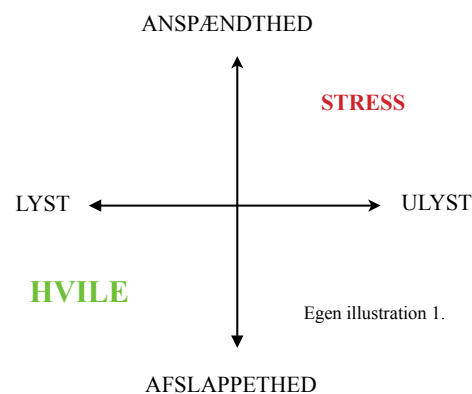 ANSPÆNDTHED
STRESS
LYST
ULYST
HVILE
Egen illustration 1.
AFSLAPPETHED